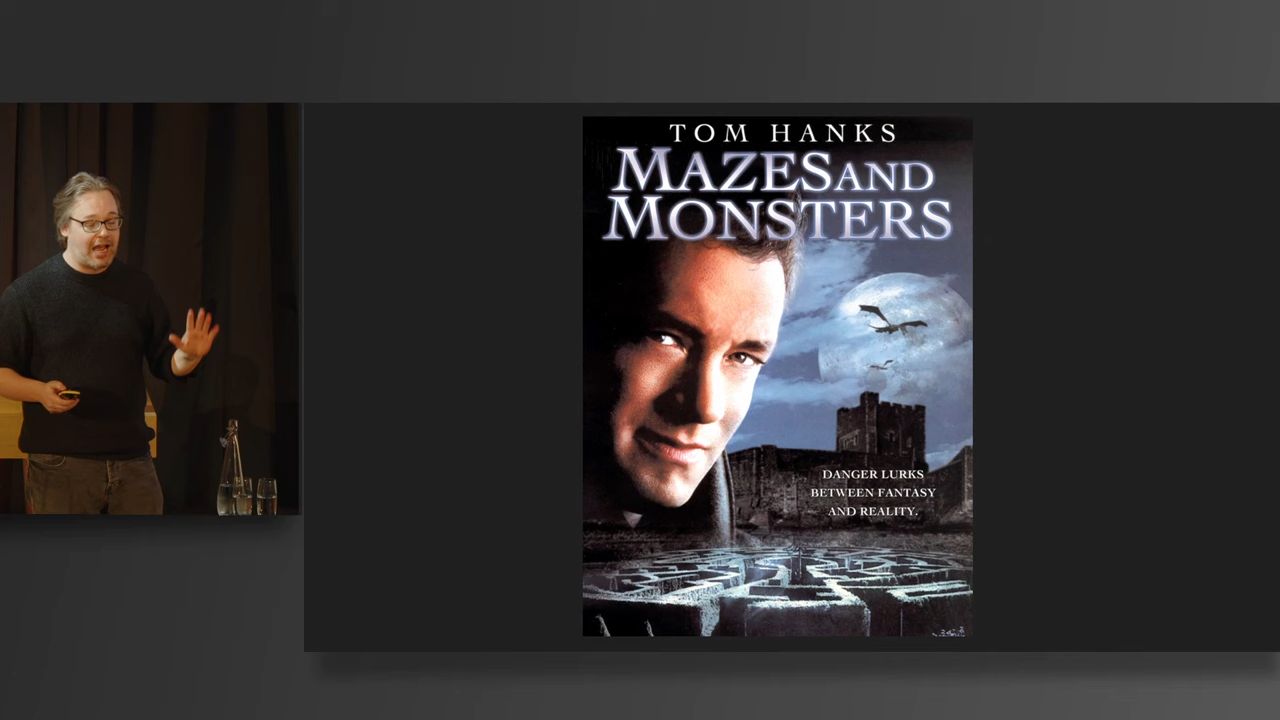 TOM HANKS
MAZES AND
MONSTERS
DANGER LURKS
BETWEEN FANTASY
AND REALITY.